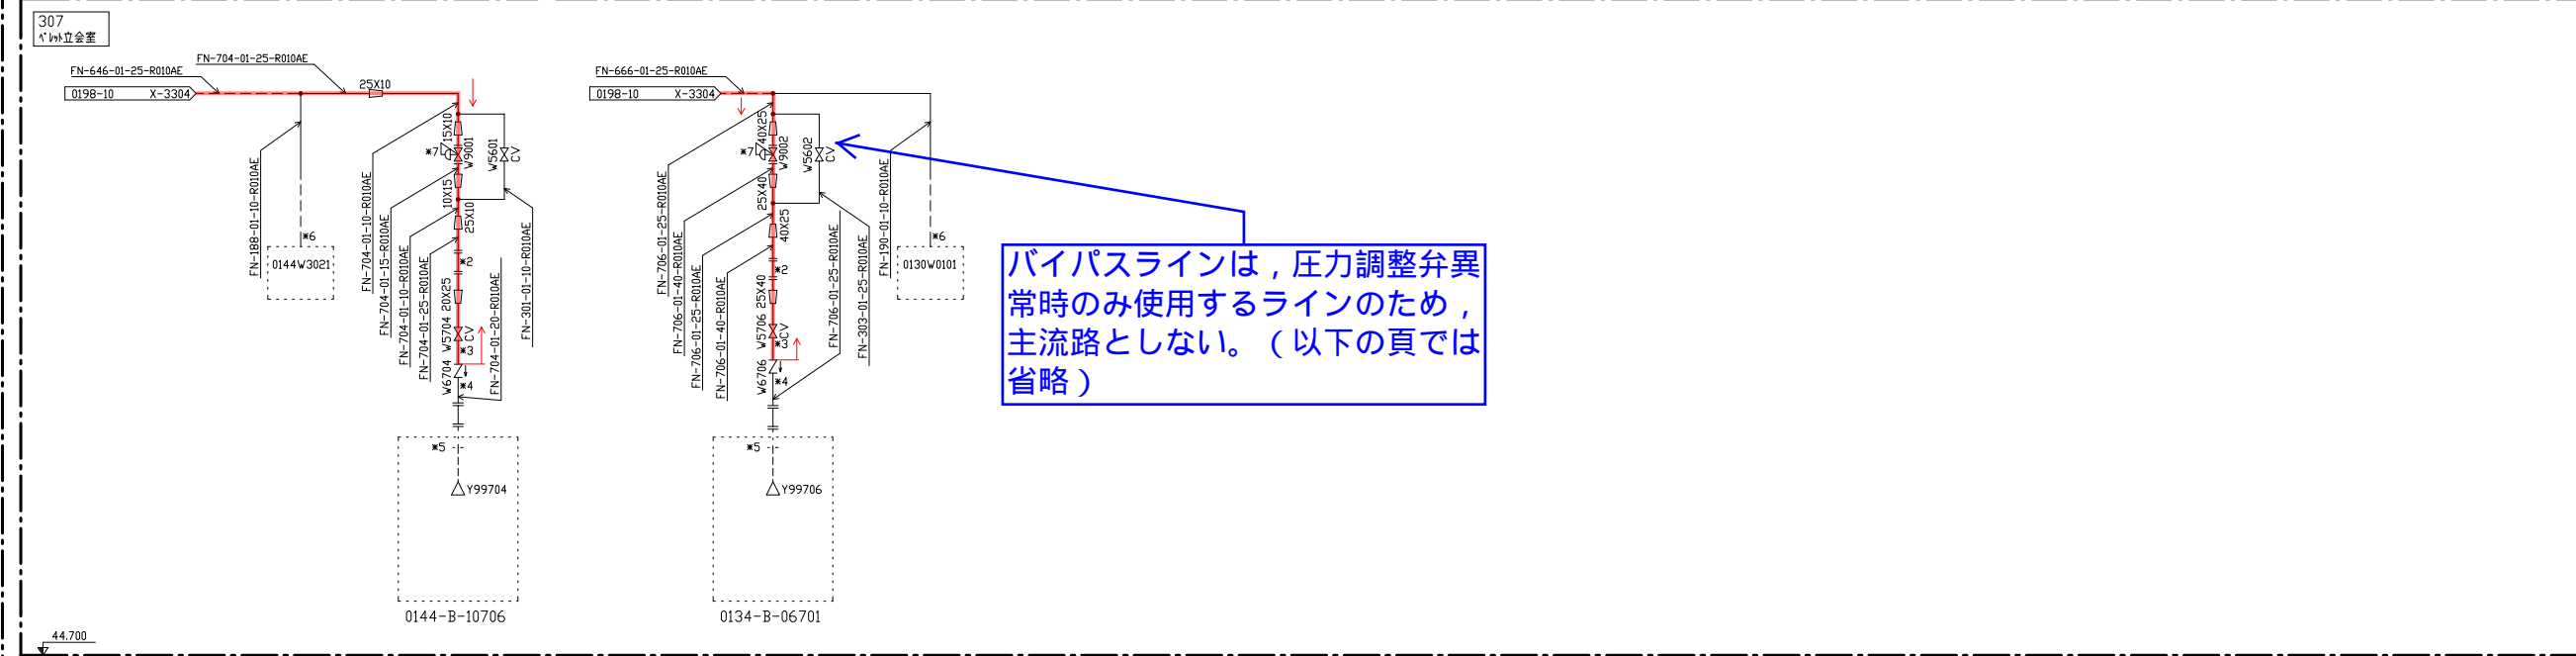 307
ペレット立会室
FN-704-01-25-R010AE
FN-646-01-25-R010AE
0198-10 X-3304
25X10
FN-188-01-10-R010AE
*6
0144W3021
FN-704-01-10-R010AE
FN-704-01-15-R010AE
FN-704-01-10-R010AE
FN-704-01-25-R010AE
*7
15X10
W9001
10X15
25X10
*2
20X25
W5704
CV
*3
W6704
*4
W5601
CV
FN-704-01-20-R010AE
FN-301-01-10-R010AE
*5
Y99704
0144-B-10706
FN-666-01-25-R010AE
0198-10 X-3304
FN-706-01-25-R010AE
FN-706-01-40-R010AE
FN-706-01-25-R010AE
FN-706-01-40-R010AE
*7
40X25
W9002
25X40
40X25
*2
25X40
W5706
CV
*3
W6706
*4
W5602
CV
FN-706-01-25-R010AE
FN-303-01-25-R010AE
FN-190-01-10-R010AE
*6
0130W0101
*5
Y99706
0134-B-06701
バイパスラインは，圧力調整弁異
常時のみ使用するラインのため，
主流路としない。（以下の頁では
省略）
44.700